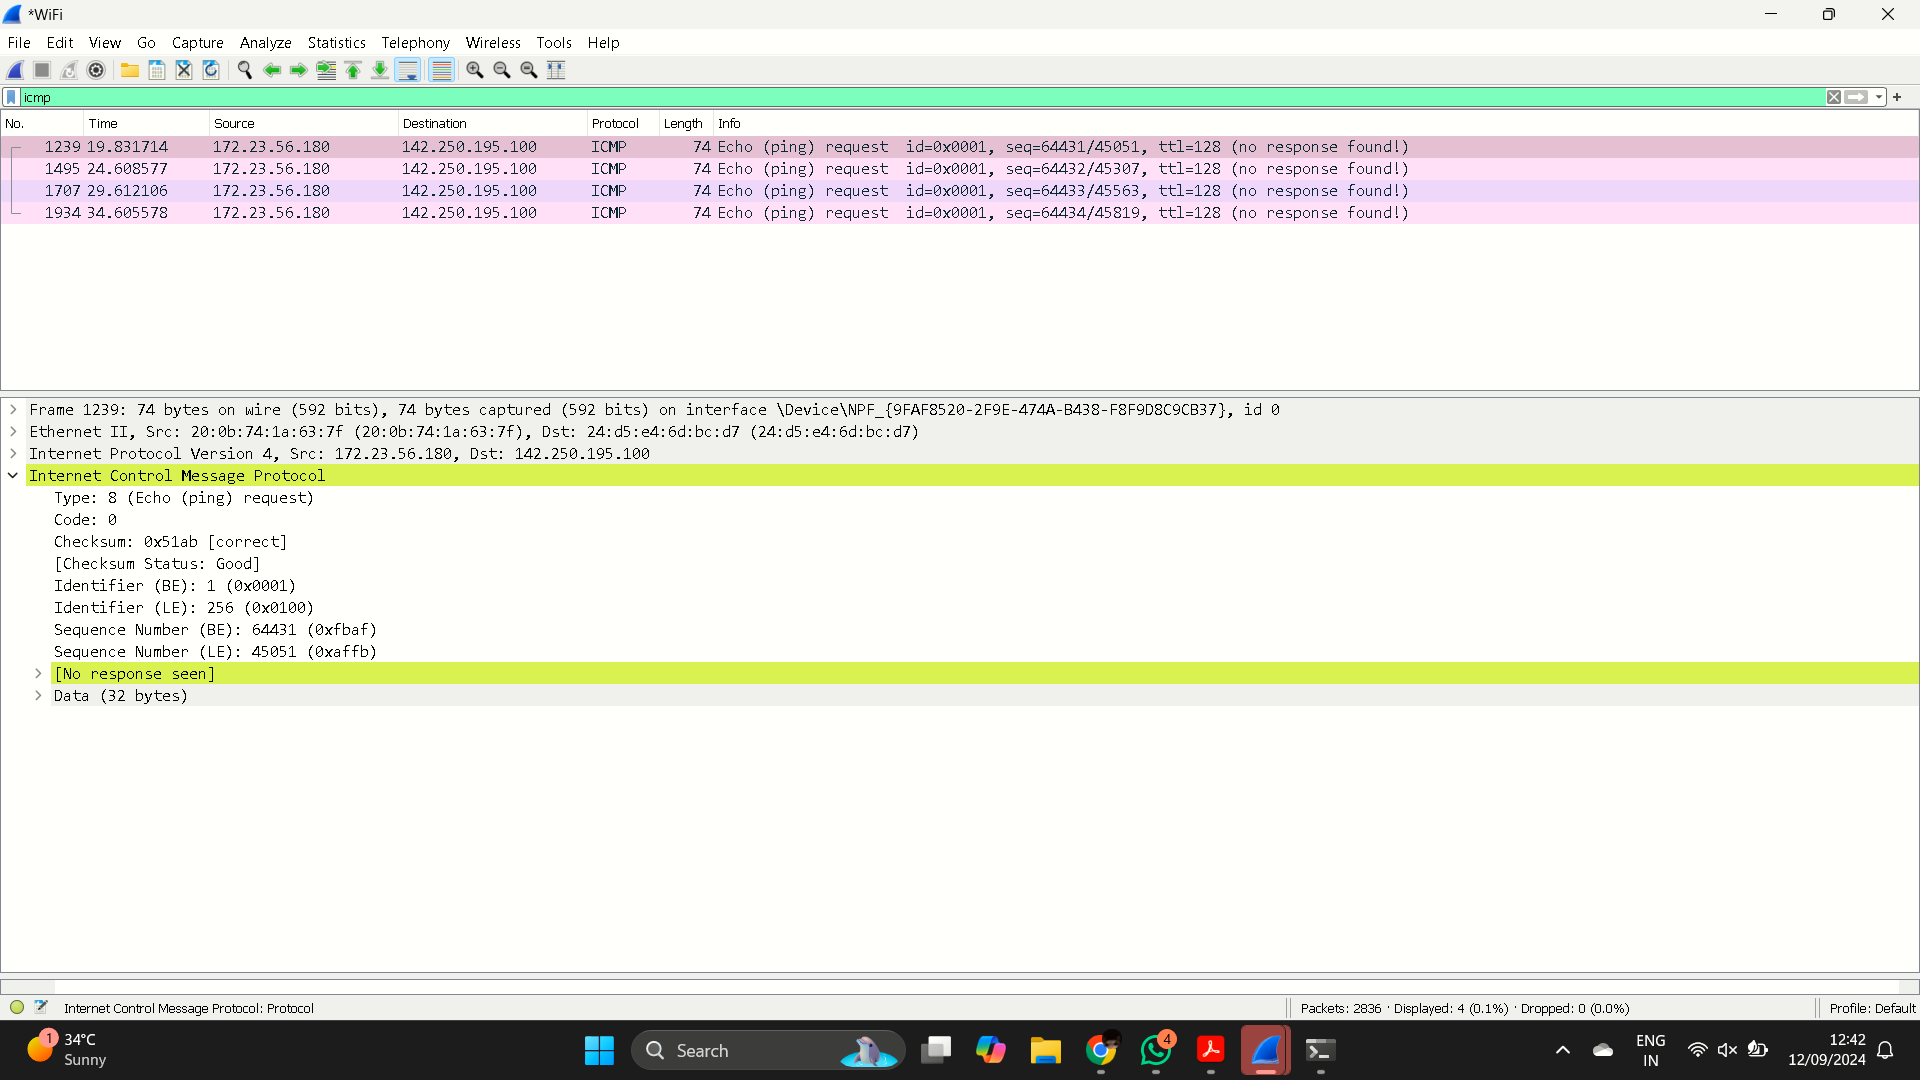 *WiFi
File Edit View Go Capture Analyze Statistics Telephony Wireless Tools Help
icmp
No. Time Source Destination Protocol Length Info
1239 19.831714 172.23.56.180 142.250.195.100 ICMP 74 Echo (ping) request id=0x0001, seq=64431/45051, ttl=128 (no response found!)
1495 24.608577 172.23.56.180 142.250.195.100 ICMP 74 Echo (ping) request id=0x0001, seq=64432/45307, ttl=128 (no response found!)
1707 29.612106 172.23.56.180 142.250.195.100 ICMP 74 Echo (ping) request id=0x0001, seq=64433/45563, ttl=128 (no response found!)
1934 34.605578 172.23.56.180 142.250.195.100 ICMP 74 Echo (ping) request id=0x0001, seq=64434/45819, ttl=128 (no response found!)
Frame 1239: 74 bytes on wire (592 bits), 74 bytes captured (592 bits) on interface \Device\NPF_{9FAF8520-2F9E-474A-B438-F8F9D8C9CB37}, id 0
Ethernet II, Src: 20:0b:74:1a:63:7f (20:0b:74:1a:63:7f), Dst: 24:d5:e4:6d:bc:d7 (24:d5:e4:6d:bc:d7)
Internet Protocol Version 4, Src: 172.23.56.180, Dst: 142.250.195.100
Internet Control Message Protocol
Type: 8 (Echo (ping) request)
Code: 0
Checksum: 0x51ab [correct]
[Checksum Status: Good]
Identifier (BE): 1 (0x0001)
Identifier (LE): 256 (0x0100)
Sequence Number (BE): 64431 (0xfbaf)
Sequence Number (LE): 45051 (0xaffb)
[No response seen]
Data (32 bytes)
Internet Control Message Protocol: Protocol
Packets: 2836 · Displayed: 4 (0.1%) · Dropped: 0 (0.0%)
Profile: Default
1
34°C
Sunny
Search
4
ENG
IN
12:42
12/09/2024